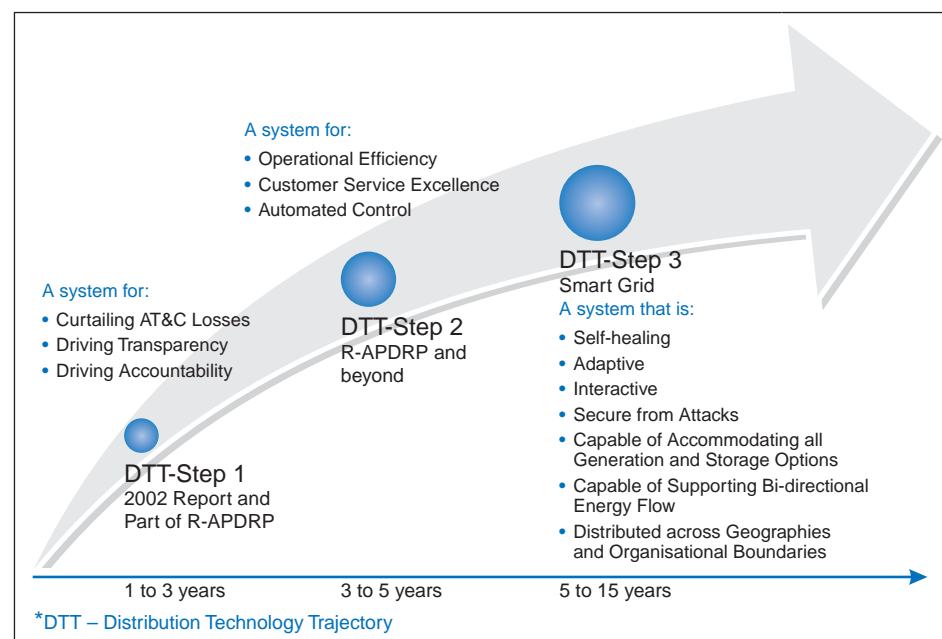 A system for:
• Operational Efficiency
• Customer Service Excellence
• Automated Control
A system for:
• Curtailing AT&C Losses
• Driving Transparency
• Driving Accountability
DTT-Step 1
2002 Report and
Part of R-APDRP
DTT-Step 2
R-APDRP and
beyond
DTT-Step 3
Smart Grid
A system that is:
• Self-healing
• Adaptive
• Interactive
• Secure from Attacks
• Capable of Accommodating all
Generation and Storage Options
• Capable of Supporting Bi-directional
Energy Flow
• Distributed across Geographies
and Organisational Boundaries
1 to 3 years
3 to 5 years
5 to 15 years
*DTT – Distribution Technology Trajectory